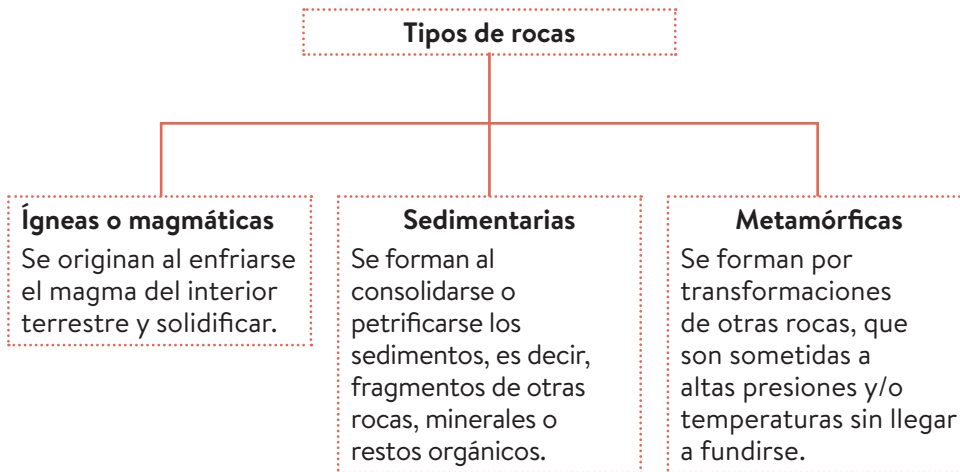 Tipos de rocas
Ígneas o magmáticas
Se originan al enfriarse
el magma del interior
terrestre y solidificar.
Sedimentarias
Se forman al
consolidarse o
petrificarse los
sedimentos, es decir,
fragmentos de otras
rocas, minerales o
restos orgánicos.
Metamórficas
Se forman por
transformaciones
de otras rocas, que
son sometidas a
altas presiones y/o
temperaturas sin llegar
a fundirse.